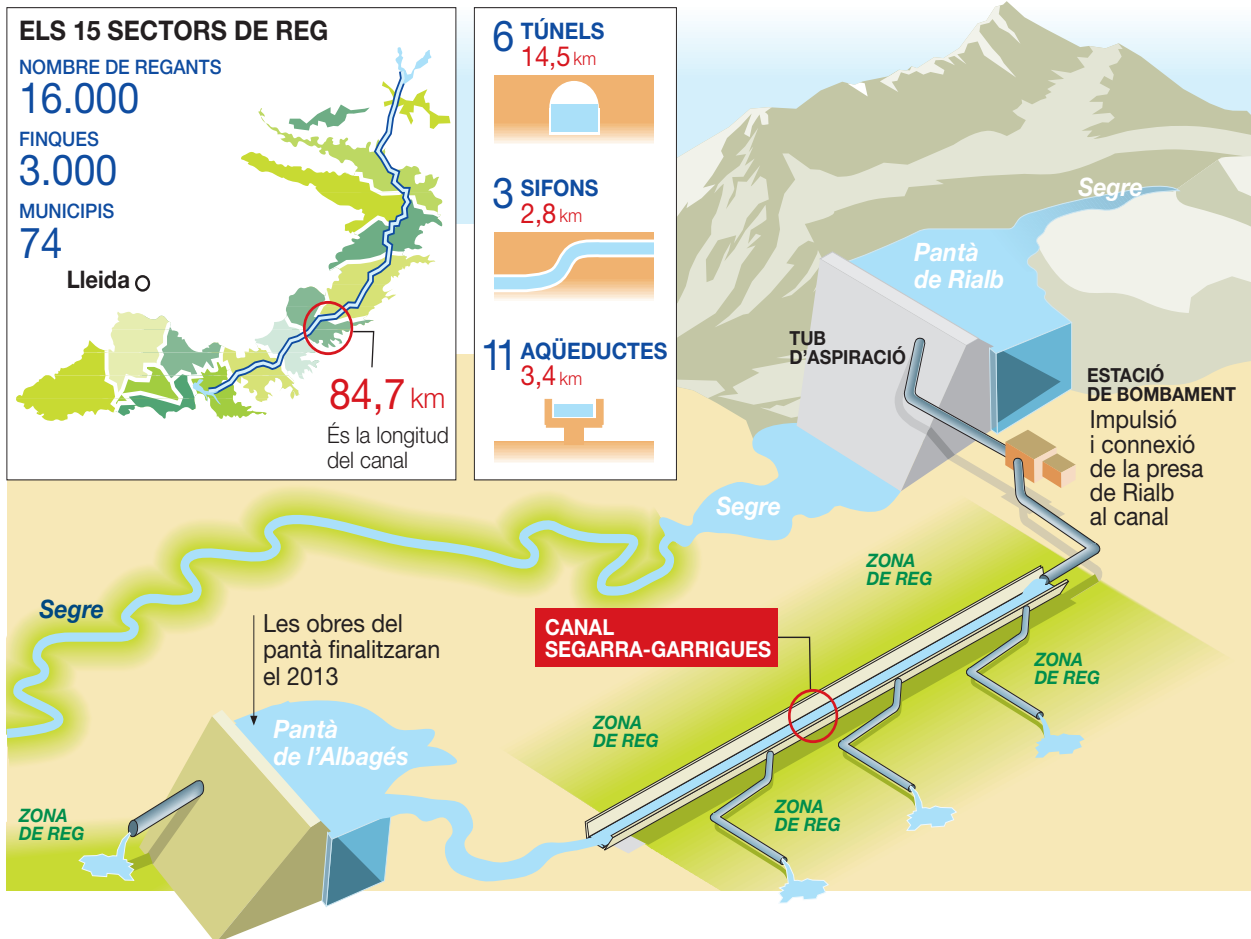 ELS 15 SECTORS DE REG
NOMBRE DE REGANTS
16.000
FINQUES
3.000
MUNICIPIS
74
Lleida
84,7 km
És la longitud
del canal
6 TÚNELS
14,5 km
3 SIFONS
2,8 km
11 AQÜEDUCTES
3,4 km
Segre
Pantà
de Rialb
TUB
D'ASPIRACIÓ
ESTACIÓ
DE BOMBAMENT
Impulsió
i connexió
de la presa
de Rialb
al canal
Segre
ZONA
DE REG
Segre
Les obres del
pantà finalitzaran
el 2013
CANAL
SEGARRA-GARRIGUES
ZONA
DE REG
ZONA
DE REG
Pantà
de l'Albagés
ZONA
DE REG
ZONA
DE REG